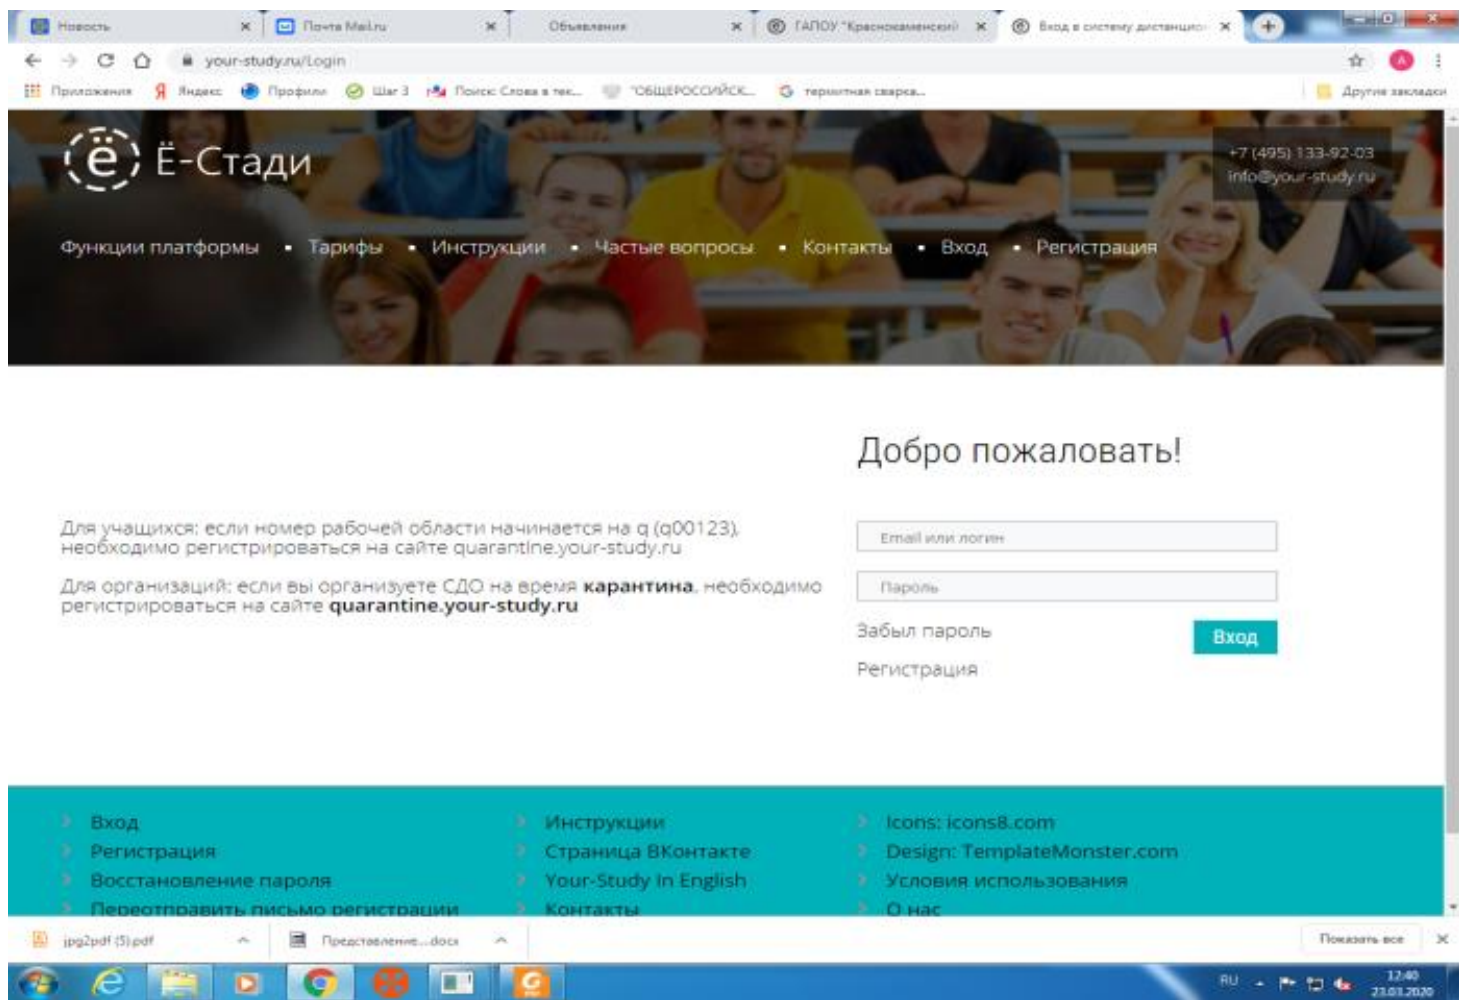 Новость
Почта Mail.ru
Объявления
ГАПОУ "Краснокаменский
Вход в систему дистанцио
your-study.ru/Login
Приложения Яндекс Профили Шаг 3 Поиск: Слова в тек... "ОБЩЕРОССИЙСК... термитная сварка... Другие закладки
ё Ё-Стади
+7 (495) 133-92-03
info@your-study.ru
Функции платформы ▪ Тарифы ▪ Инструкции ▪ Частые вопросы ▪ Контакты ▪ Вход ▪ Регистрация
Добро пожаловать!
Для учащихся: если номер рабочей области начинается на q (q00123),
необходимо регистрироваться на сайте quarantine.your-study.ru
Для организаций: если вы организуете СДО на время карантина, необходимо
регистрироваться на сайте quarantine.your-study.ru
Email или логин
Пароль
Забыл пароль
Вход
Регистрация
Вход
Регистрация
Восстановление пароля
Переотправить письмо регистрации
Инструкции
Страница ВКонтакте
Your-Study In English
Контакты
Icons: icons8.com
Design: TemplateMonster.com
Условия использования
О нас
jpg2pdf (5).pdf
Представление....docx
Показать все
RU
12:40
23.03.2020